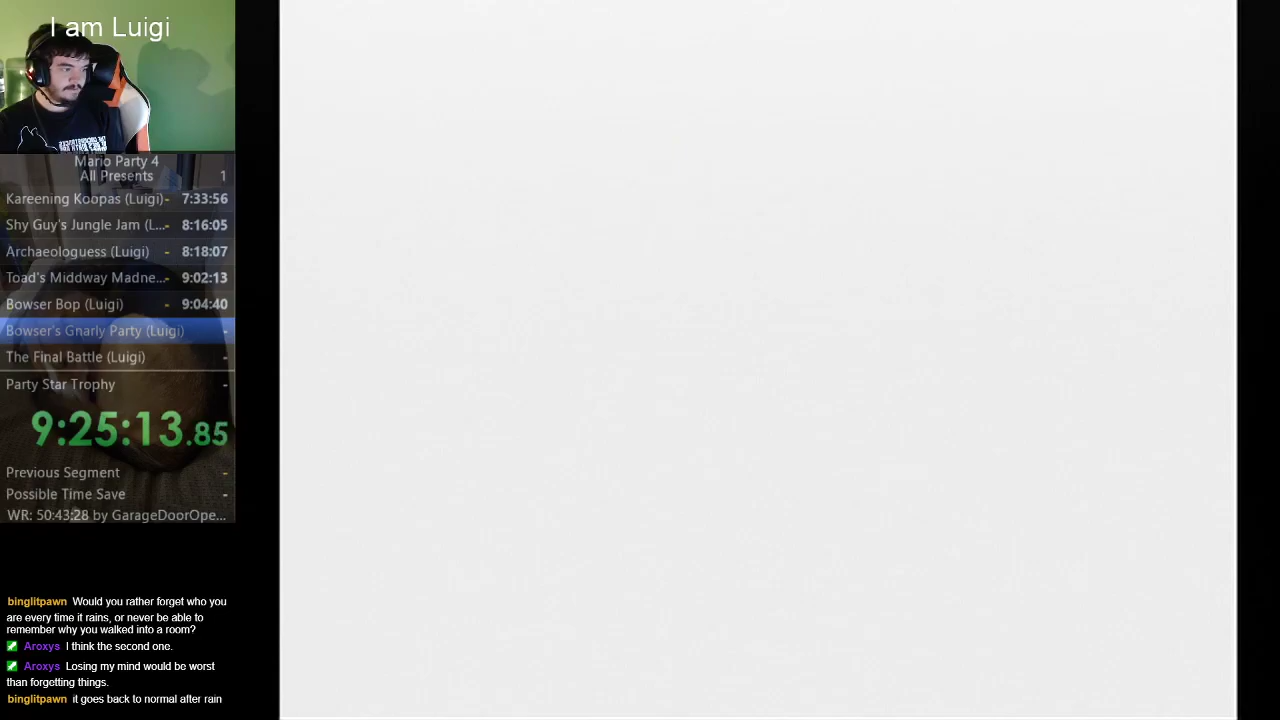 I am Luigi
Mario Party 4
All Presents 1
Kareening Koopas (Luigi) - 7:33:56
Shy Guy's Jungle Jam (L... - 8:16:05
Archaeologuess (Luigi) - 8:18:07
Toad's Middway Madne... - 9:02:13
Bowser Bop (Luigi) - 9:04:40
Bowser's Gnarly Party (Luigi) -
The Final Battle (Luigi) -
Party Star Trophy -
9:25:13.85
Previous Segment -
Possible Time Save -
WR: 50:43:28 by GarageDoorOpe...
binglitpawn Would you rather forget who you
are every time it rains, or never be able to
remember why you walked into a room?
Aroxys I think the second one.
Aroxys Losing my mind would be worst
than forgetting things.
binglitpawn it goes back to normal after rain